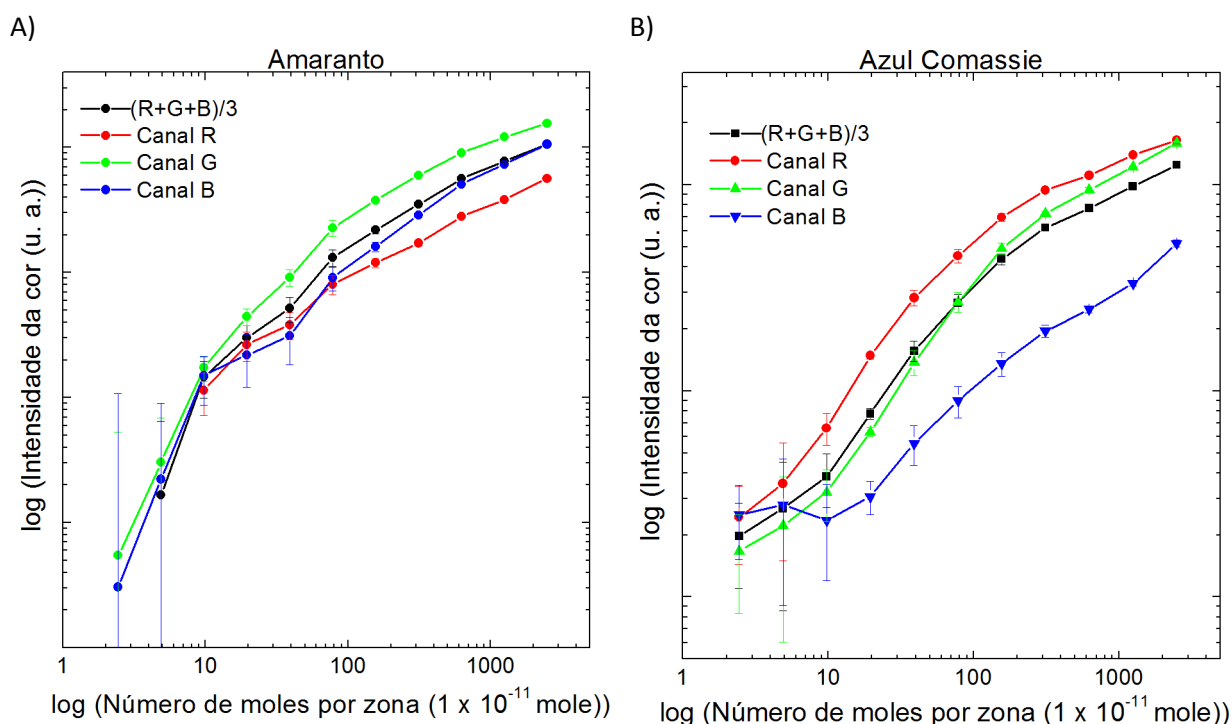 A)
Amaranto
(R+G+B)/3
Canal R
Canal G
Canal B
log (Intensidade da cor (u. a.))
1 10 100 1000
log (Número de moles por zona (1 x 10⁻¹¹ mole))
B)
Azul Comassie
(R+G+B)/3
Canal R
Canal G
Canal B
log (Intensidade da cor (u. a.))
1 10 100 1000
log (Número de moles por zona (1 x 10⁻¹¹ mole))